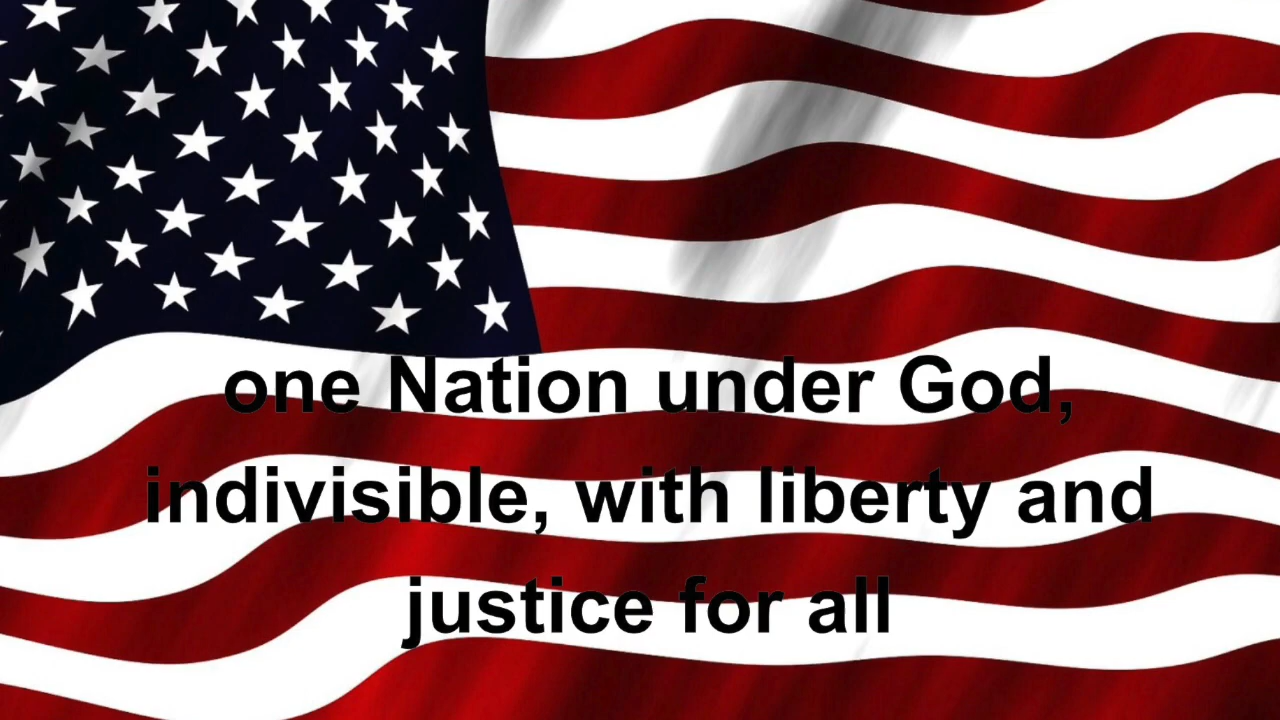 one Nation under God,
indivisible, with liberty and
justice for all